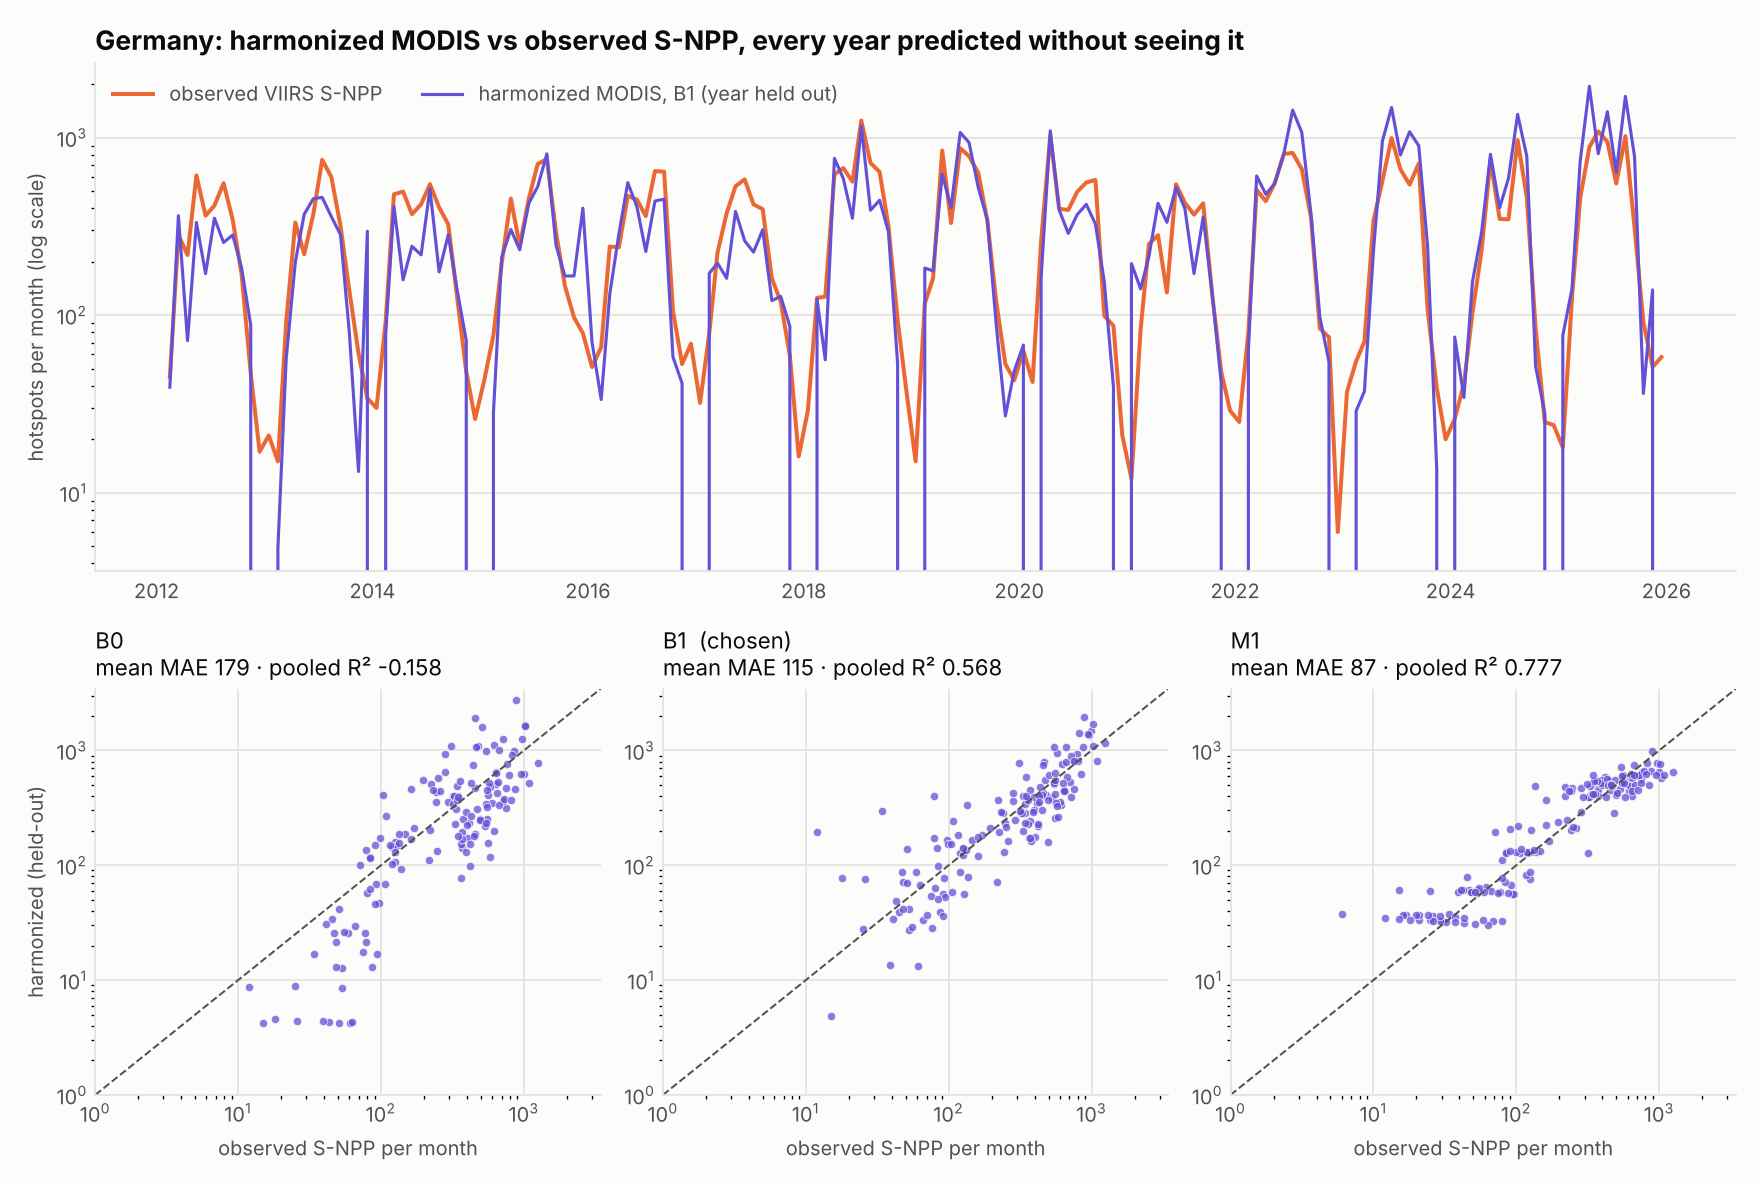 Germany: harmonized MODIS vs observed S-NPP, every year predicted without seeing it
observed VIIRS S-NPP
harmonized MODIS, B1 (year held out)
hotspots per month (log scale)
10³
10²
10¹
2012 2014 2016 2018 2020 2022 2024 2026
B0
mean MAE 179 · pooled R² -0.158
B1 (chosen)
mean MAE 115 · pooled R² 0.568
M1
mean MAE 87 · pooled R² 0.777
harmonized (held-out)
10³
10²
10¹
10⁰
10⁰ 10¹ 10² 10³
observed S-NPP per month
10³
10²
10¹
10⁰
10⁰ 10¹ 10² 10³
observed S-NPP per month
10³
10²
10¹
10⁰
10⁰ 10¹ 10² 10³
observed S-NPP per month